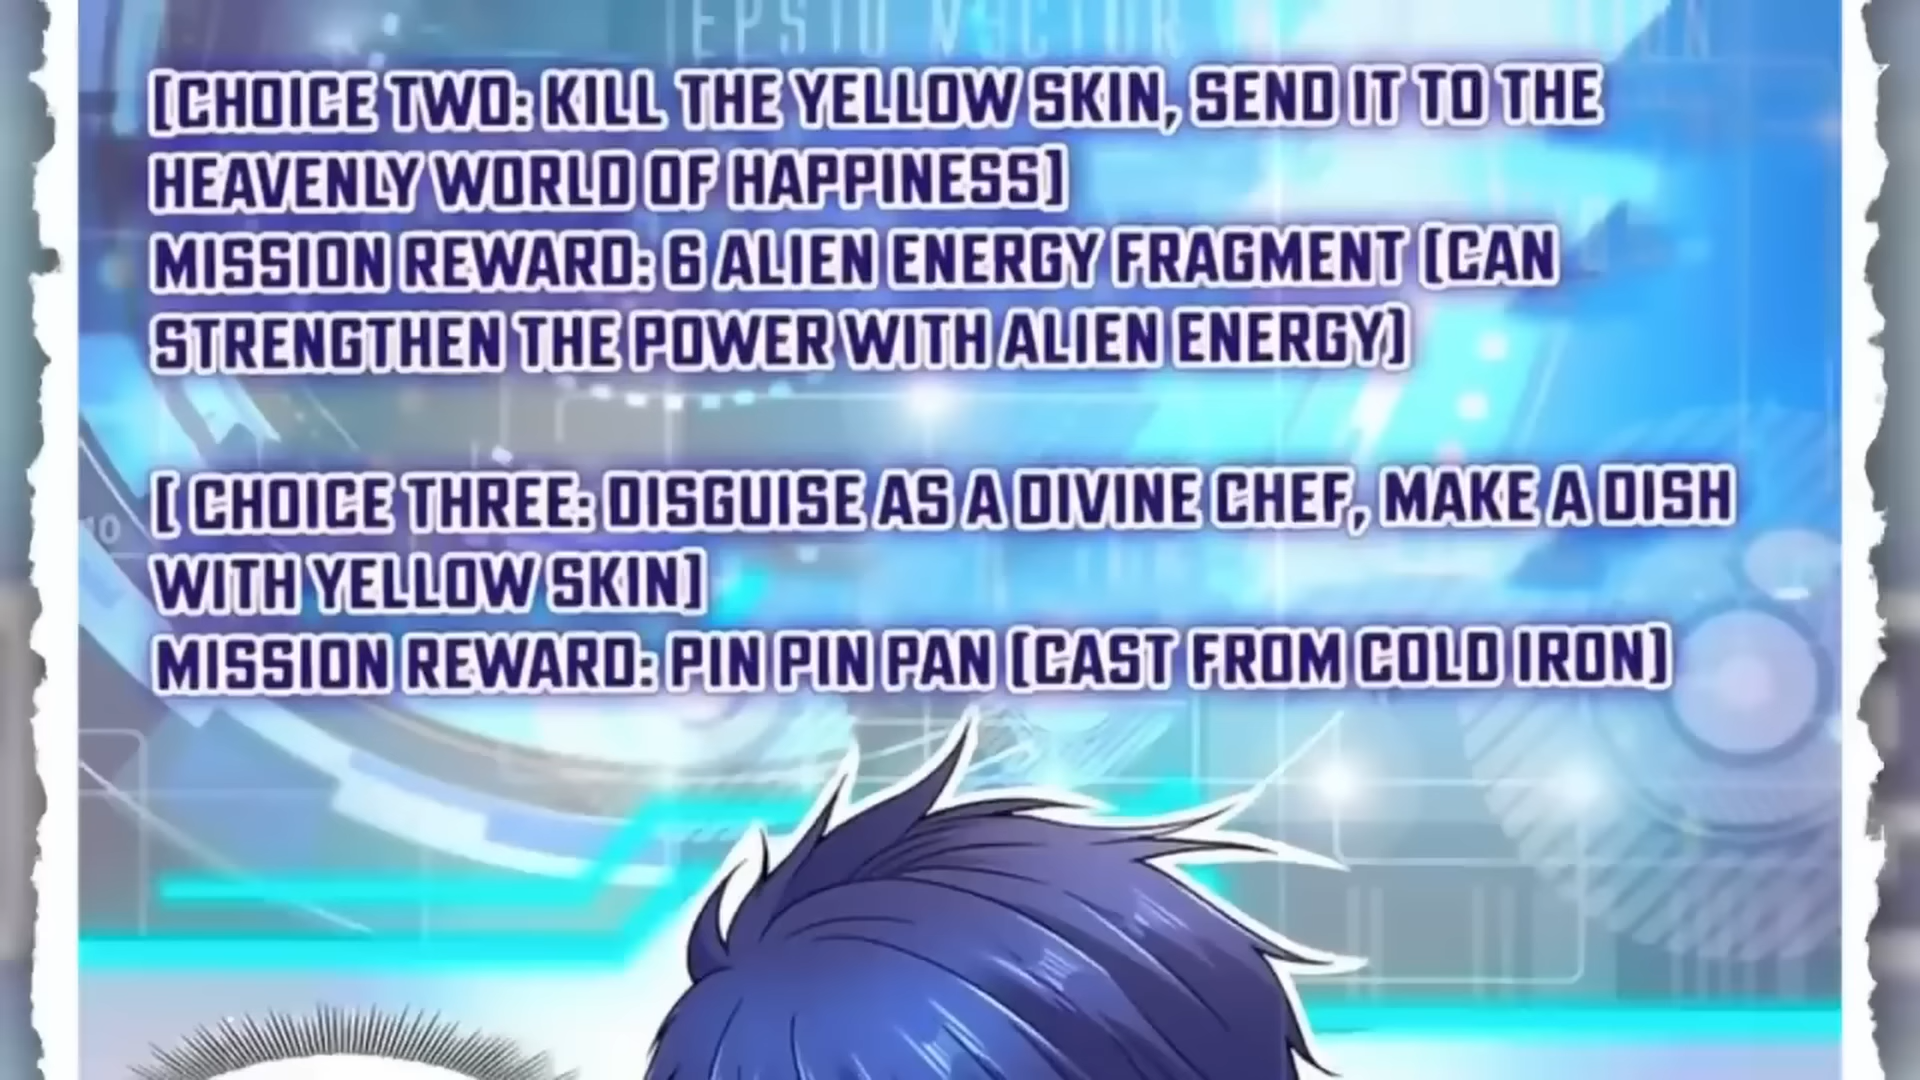 [CHOICE TWO: KILL THE YELLOW SKIN, SEND IT TO THE
HEAVENLY WORLD OF HAPPINESS]
MISSION REWARD: 6 ALIEN ENERGY FRAGMENT [CAN
STRENGTHEN THE POWER WITH ALIEN ENERGY]
[ CHOICE THREE: DISGUISE AS A DIVINE CHEF, MAKE A DISH
WITH YELLOW SKIN]
MISSION REWARD: PIN PIN PAN [CAST FROM COLD IRON]